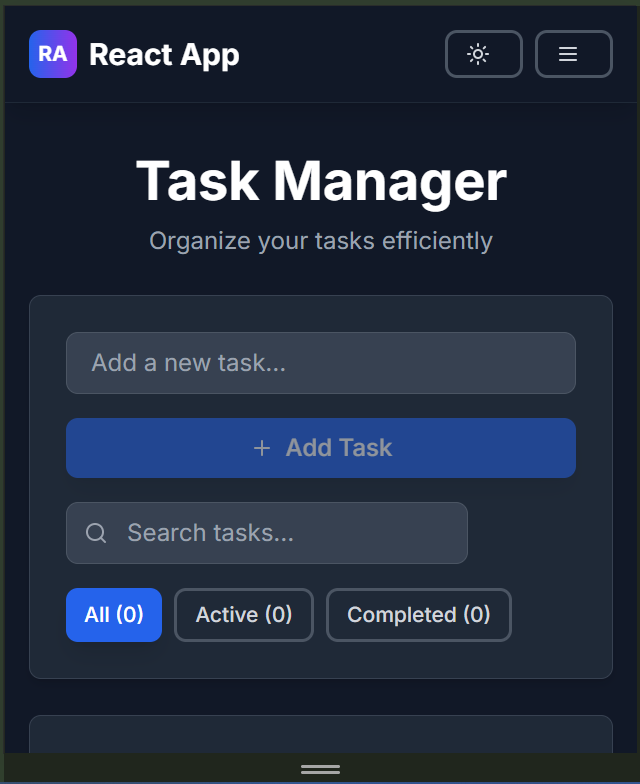 RA React App
Task Manager
Organize your tasks efficiently
Add a new task...
+ Add Task
Search tasks...
All (0) Active (0) Completed (0)